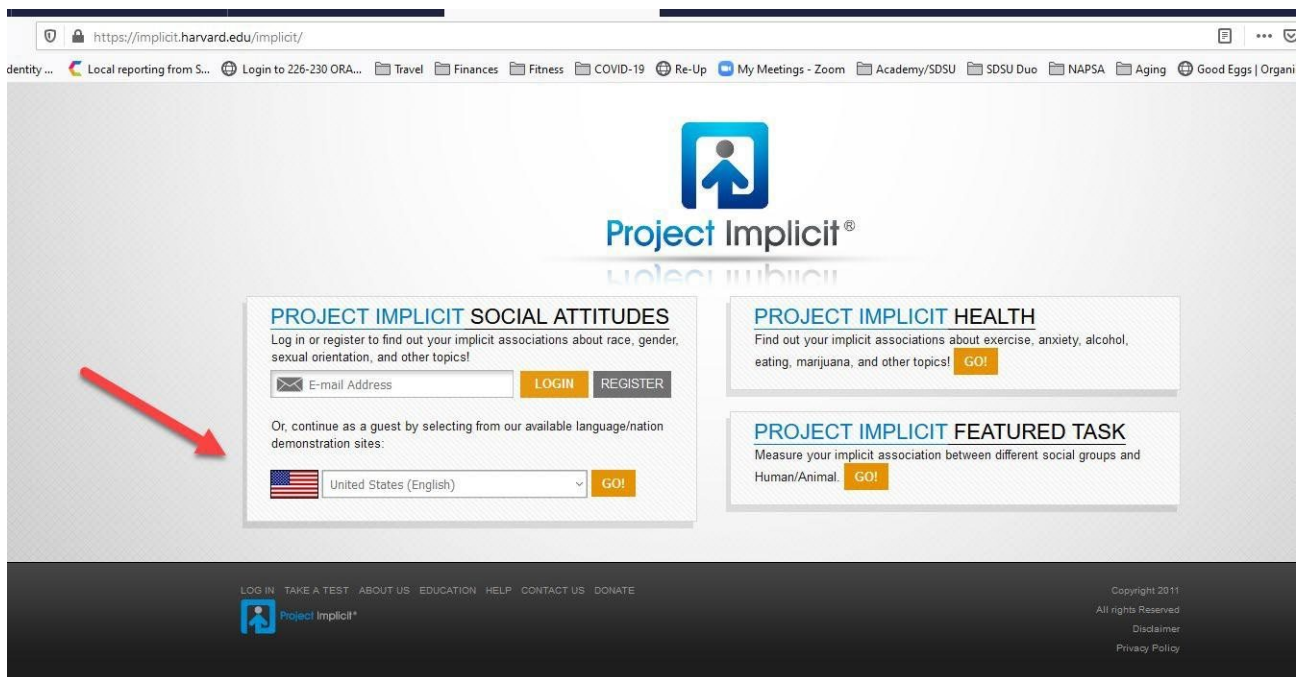 https://implicit.harvard.edu/implicit/
dentity ... Local reporting from S... Login to 226-230 ORA... Travel Finances Fitness COVID-19 Re-Up My Meetings - Zoom Academy/SDSU SDSU Duo NAPSA Aging Good Eggs | Organi
Project Implicit®
PROJECT IMPLICIT SOCIAL ATTITUDES
Log in or register to find out your implicit associations about race, gender,
sexual orientation, and other topics!
E-mail Address LOGIN REGISTER
Or, continue as a guest by selecting from our available language/nation
demonstration sites:
United States (English) GO!
PROJECT IMPLICIT HEALTH
Find out your implicit associations about exercise, anxiety, alcohol,
eating, marijuana, and other topics! GO!
PROJECT IMPLICIT FEATURED TASK
Measure your implicit association between different social groups and
Human/Animal. GO!
LOG IN TAKE A TEST ABOUT US EDUCATION HELP CONTACT US DONATE
Project Implicit®
Copyright 2011
All rights Reserved
Disclaimer
Privacy Policy